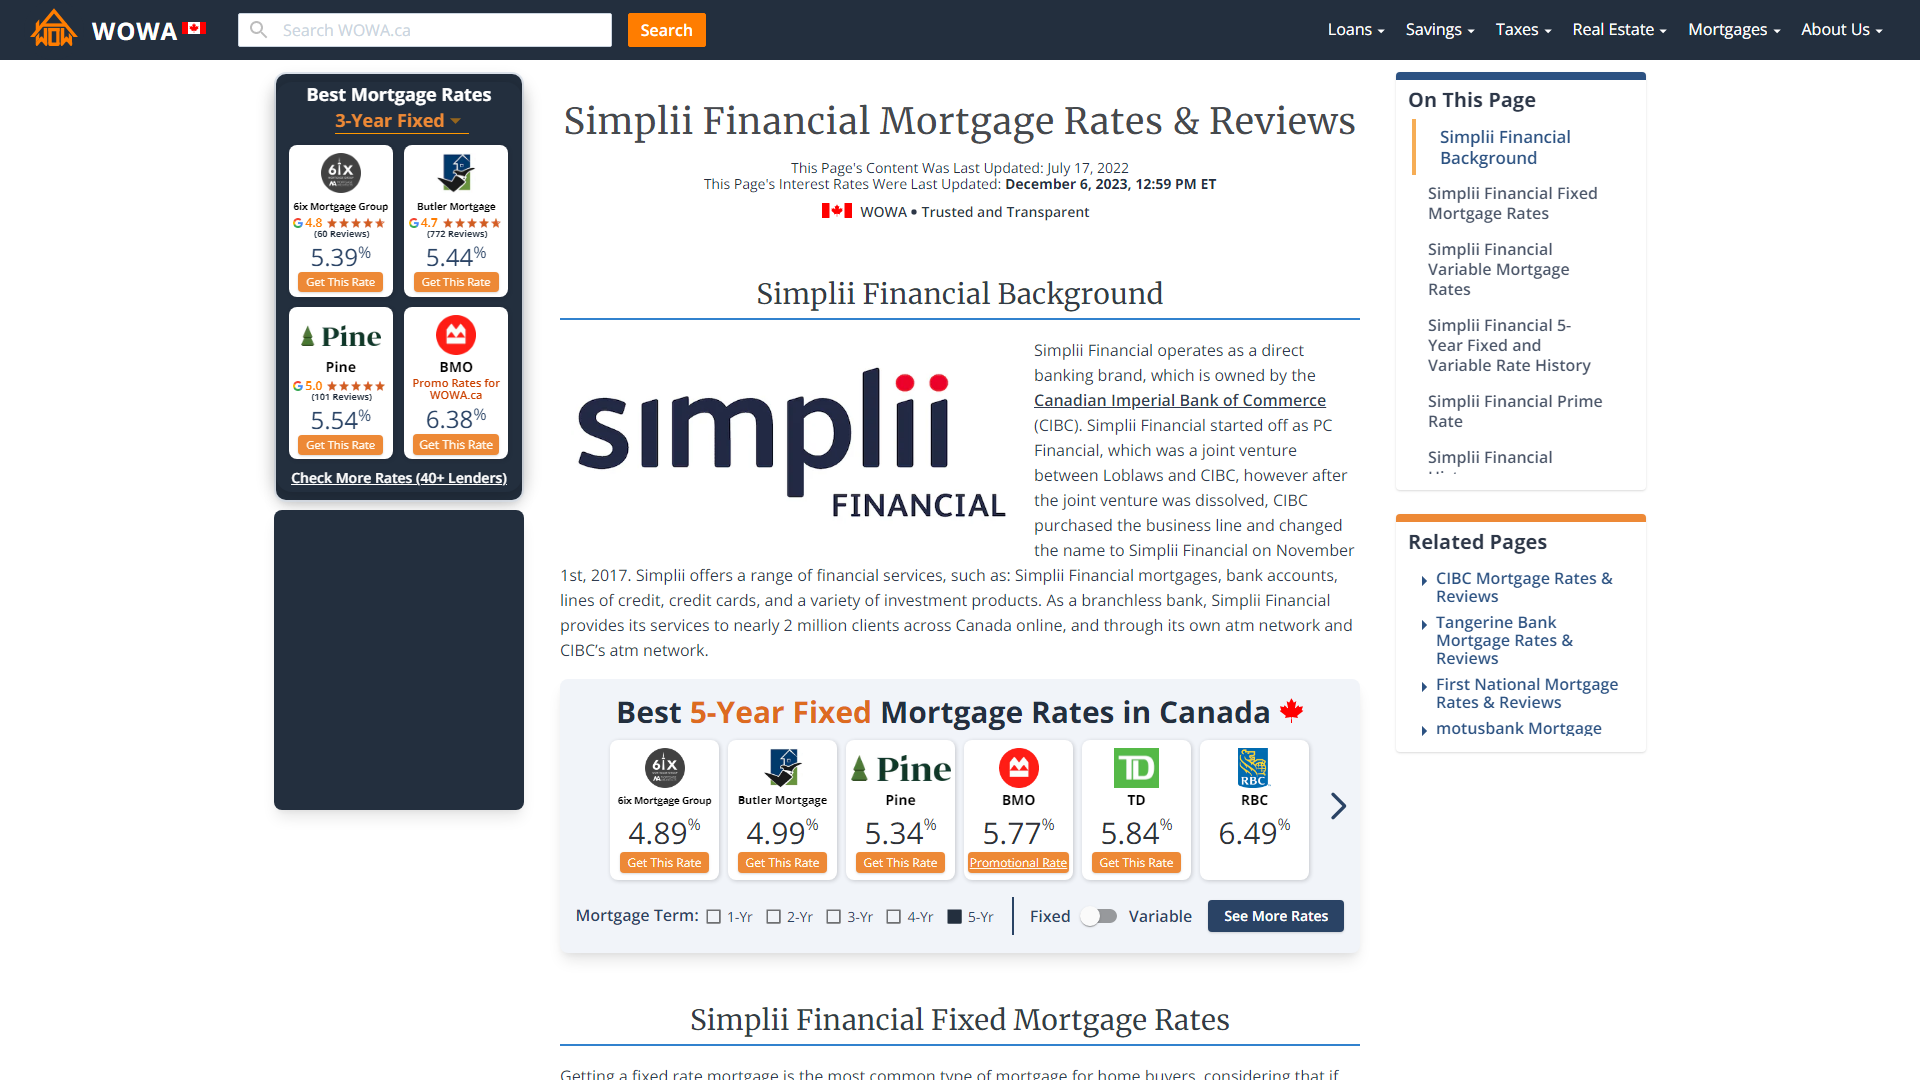 WOW
WOWA
Search WOWA.ca
Search
Loans
Savings
Taxes
Real Estate
Mortgages
About Us
Best Mortgage Rates
3-Year Fixed
6ix
6ix Mortgage Group
G 4.8
(60 Reviews)
5.39%
Get This Rate
Butler Mortgage
G 4.7
(772 Reviews)
5.44%
Get This Rate
Pine
Pine
G 5.0
(101 Reviews)
5.54%
Get This Rate
BMO
Promo Rates for
WOWA.ca
6.38%
Get This Rate
Check More Rates (40+ Lenders)
Simplii Financial Mortgage Rates & Reviews
This Page's Content Was Last Updated: July 17, 2022
This Page's Interest Rates Were Last Updated: December 6, 2023, 12:59 PM ET
WOWA • Trusted and Transparent
Simplii Financial Background
simplii
FINANCIAL
Simplii Financial operates as a direct
banking brand, which is owned by the
Canadian Imperial Bank of Commerce
(CIBC). Simplii Financial started off as PC
Financial, which was a joint venture
between Loblaws and CIBC, however after
the joint venture was dissolved, CIBC
purchased the business line and changed
the name to Simplii Financial on November
1st, 2017. Simplii offers a range of financial services, such as: Simplii Financial mortgages, bank accounts,
lines of credit, credit cards, and a variety of investment products. As a branchless bank, Simplii Financial
provides its services to nearly 2 million clients across Canada online, and through its own atm network and
CIBC’s atm network.
Best 5-Year Fixed Mortgage Rates in Canada
6ix
6ix Mortgage Group
4.89%
Get This Rate
Butler Mortgage
4.99%
Get This Rate
Pine
Pine
5.34%
Get This Rate
BMO
5.77%
Promotional Rate
TD
TD
5.84%
Get This Rate
RBC
RBC
6.49%
Mortgage Term: 1-Yr 2-Yr 3-Yr 4-Yr 5-Yr
Fixed Variable
See More Rates
Simplii Financial Fixed Mortgage Rates
Getting a fixed rate mortgage is the most common type of mortgage for home buyers, considering that if
On This Page
Simplii Financial
Background
Simplii Financial Fixed
Mortgage Rates
Simplii Financial
Variable Mortgage
Rates
Simplii Financial 5-
Year Fixed and
Variable Rate History
Simplii Financial Prime
Rate
Simplii Financial
Related Pages
CIBC Mortgage Rates &
Reviews
Tangerine Bank
Mortgage Rates &
Reviews
First National Mortgage
Rates & Reviews
motusbank Mortgage